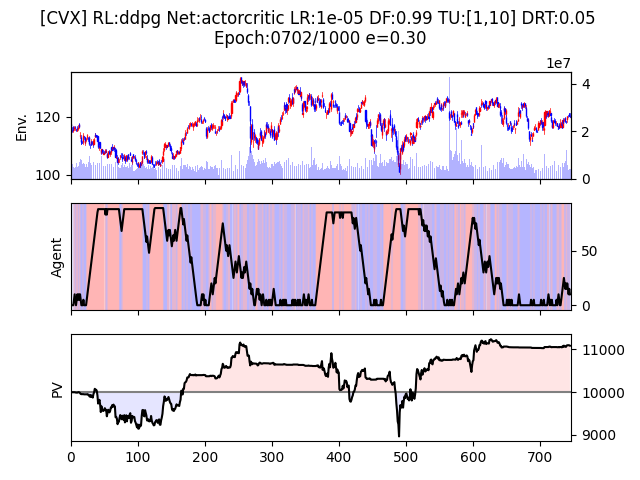 [CVX] RL:ddpg Net:actorcritic LR:1e-05 DF:0.99 TU:[1,10] DRT:0.05
Epoch:0702/1000 e=0.30
1e7
Env.
120
100
4
2
0
Agent
50
0
PV
11000
10000
9000
0 100 200 300 400 500 600 700